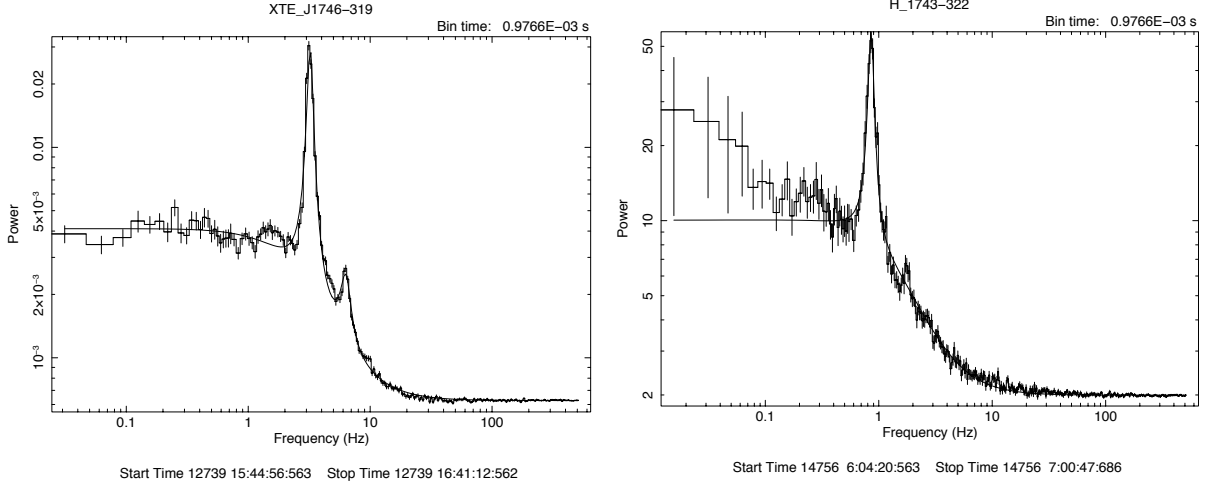 XTE_J1746−319
Bin time: 0.9766E−03 s
Power
0.02
0.01
5×10⁻³
2×10⁻³
10⁻³
0.1 1 10 100
Frequency (Hz)
Start Time 12739 15:44:56:563 Stop Time 12739 16:41:12:562
H_1743−322
Bin time: 0.9766E−03 s
Power
50
20
10
5
2
0.1 1 10 100
Frequency (Hz)
Start Time 14756 6:04:20:563 Stop Time 14756 7:00:47:686